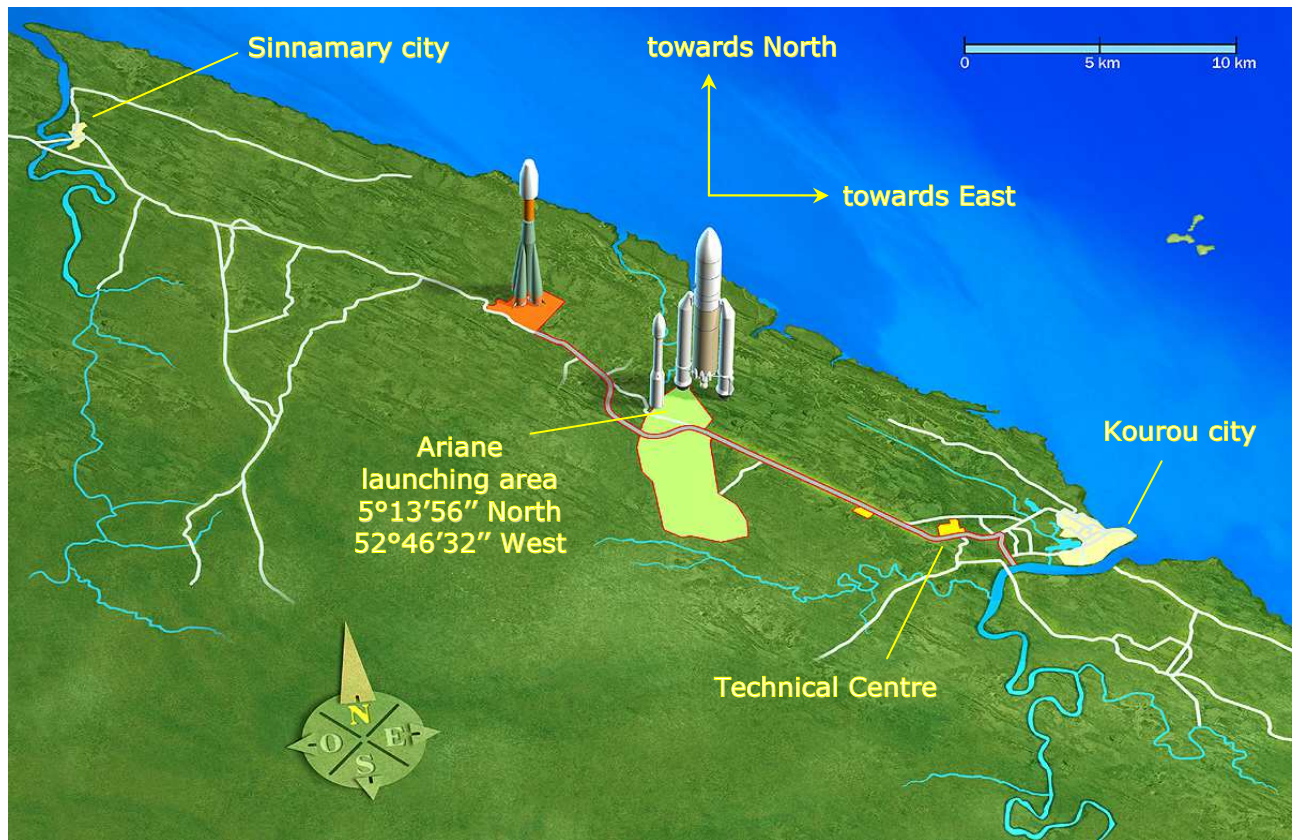 Sinnamary city
towards North
0 5 km 10 km
towards East
Kourou city
Ariane
launching area
5°13’56” North
52°46’32” West
Technical Centre
N
O E
S